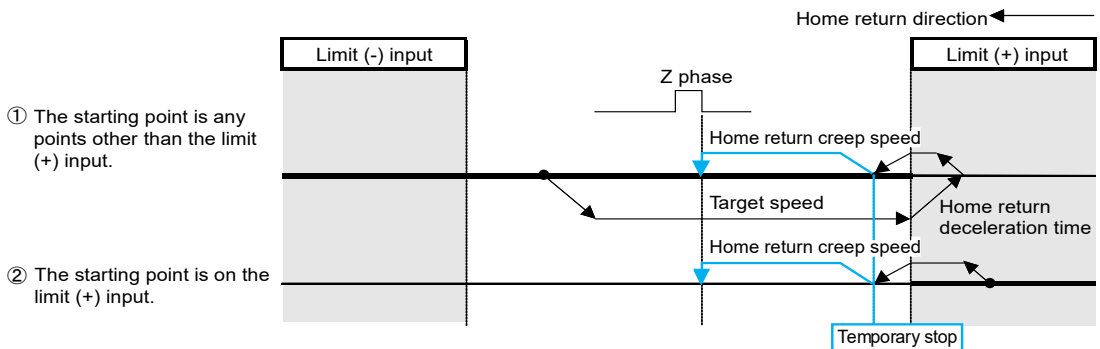 Home return direction
Limit (-) input
Limit (+) input
Z phase
① The starting point is any
points other than the limit
(+) input.
Home return creep speed
Target speed
Home return
deceleration time
Home return creep speed
② The starting point is on the
limit (+) input.
Temporary stop